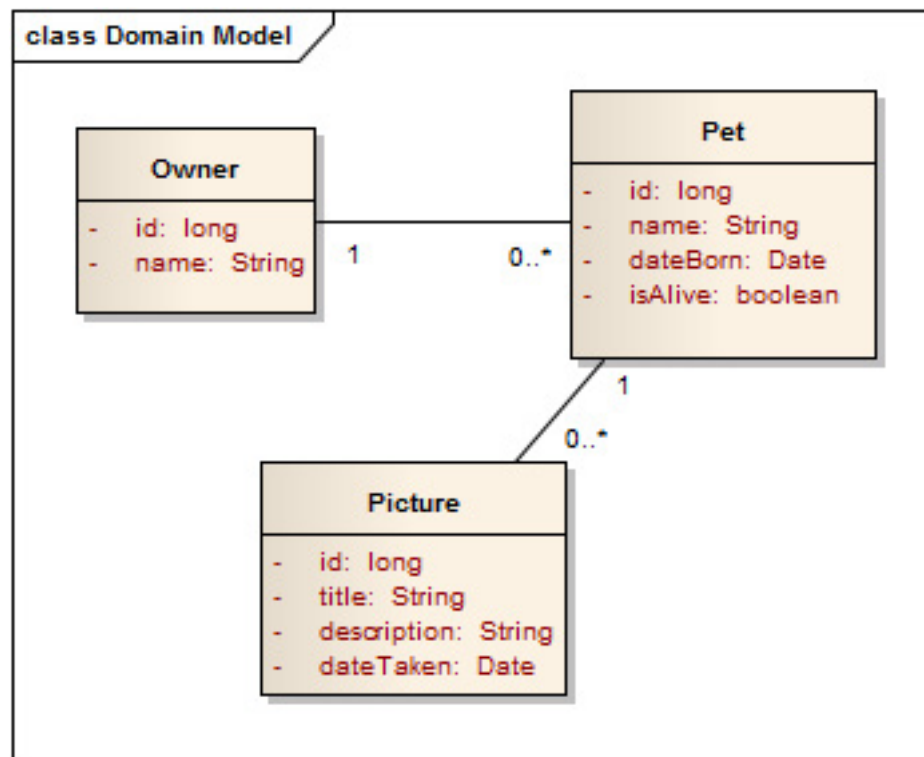 class Domain Model
Owner
- id: long
- name: String
Pet
- id: long
- name: String
- dateBorn: Date
- isAlive: boolean
1
0..*
1
0..*
Picture
- id: long
- title: String
- description: String
- dateTaken: Date